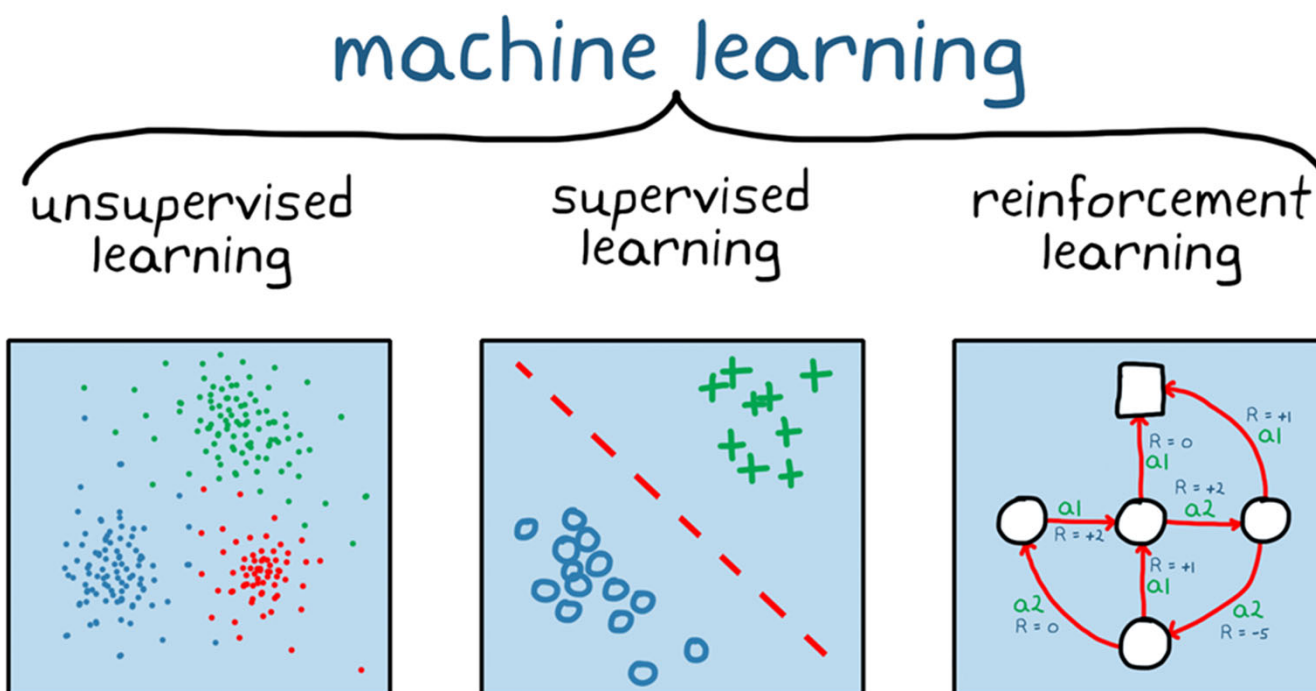 machine learning
unsupervised
learning
supervised
learning
reinforcement
learning
R = +1
a1
R = 0
a1
R = +2
a1
a2
R = +2
R = +1
a1
a2
R = 0
a2
R = -5